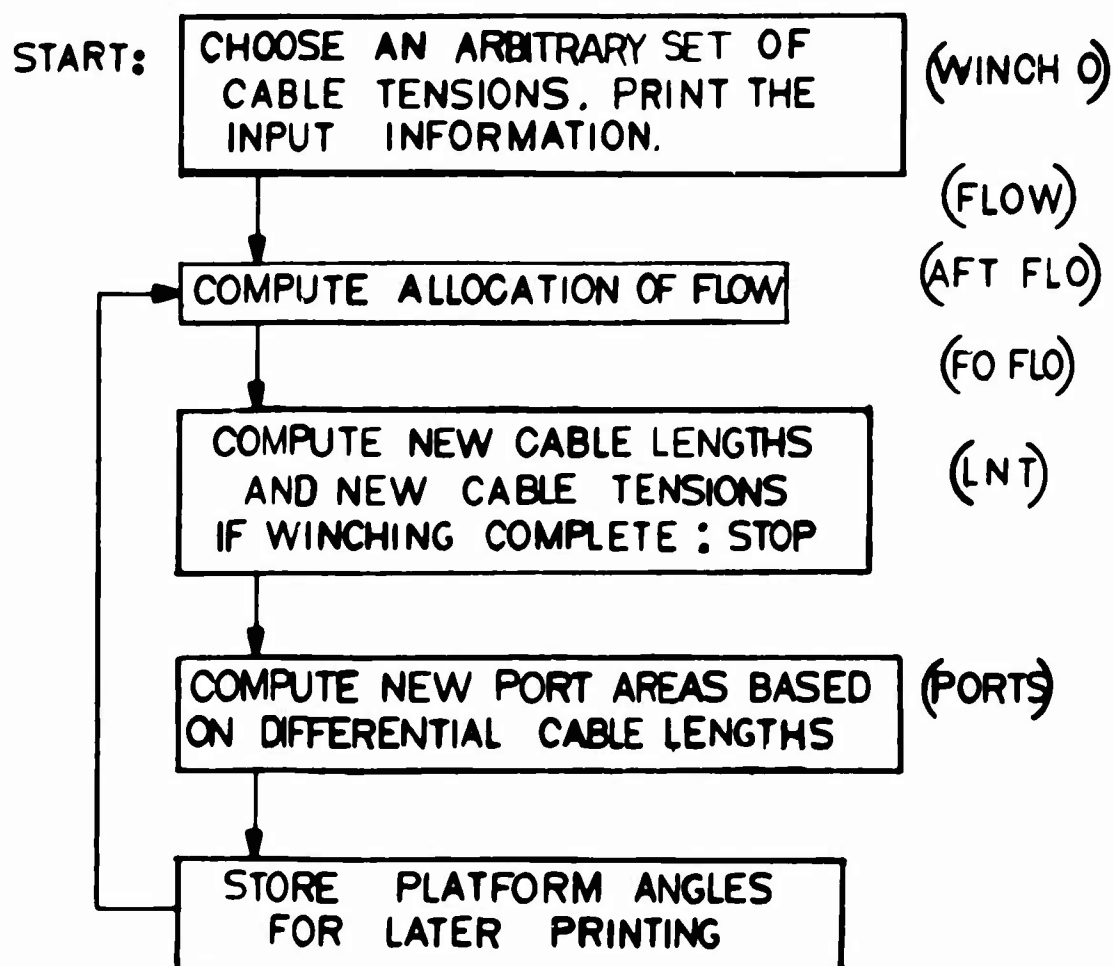 START:
CHOOSE AN ARBITRARY SET OF
CABLE TENSIONS. PRINT THE
INPUT INFORMATION.
(WINCH O)
(FLOW)
COMPUTE ALLOCATION OF FLOW
(AFT FLO)
(FO FLO)
COMPUTE NEW CABLE LENGTHS
AND NEW CABLE TENSIONS
IF WINCHING COMPLETE : STOP
(LNT)
COMPUTE NEW PORT AREAS BASED
ON DIFFERENTIAL CABLE LENGTHS
(PORTS)
STORE PLATFORM ANGLES
FOR LATER PRINTING